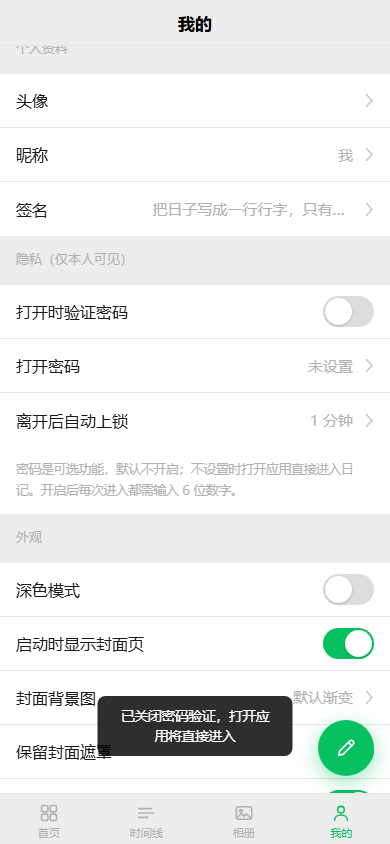 我的
个人资料
头像
昵称
我
签名
把日子写成一行行字，只有...
隐私（仅本人可见）
打开时验证密码
打开密码
未设置
离开后自动上锁
1 分钟
密码是可选功能，默认不开启；不设置时打开应用直接进入日
记。开启后每次进入都需输入 6 位数字。
外观
深色模式
启动时显示封面页
封面背景图
默认渐变
已关闭密码验证，打开应
用将直接进入
保留封面遮罩
首页
时间线
相册
我的